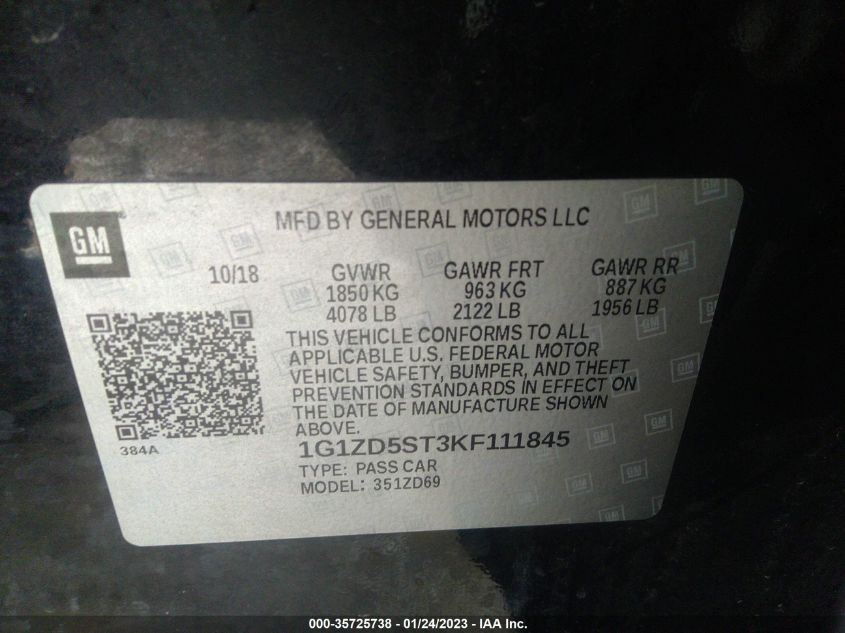 GM
MFD BY GENERAL MOTORS LLC
10/18 GVWR GAWR FRT GAWR RR
1850 KG 963 KG 887 KG
4078 LB 2122 LB 1956 LB
THIS VEHICLE CONFORMS TO ALL
APPLICABLE U.S. FEDERAL MOTOR
VEHICLE SAFETY, BUMPER, AND THEFT
PREVENTION STANDARDS IN EFFECT ON
THE DATE OF MANUFACTURE SHOWN
ABOVE.
384A
1G1ZD5ST3KF111845
TYPE: PASS CAR
MODEL: 351ZD69
000-35725738 - 01/24/2023 - IAA Inc.